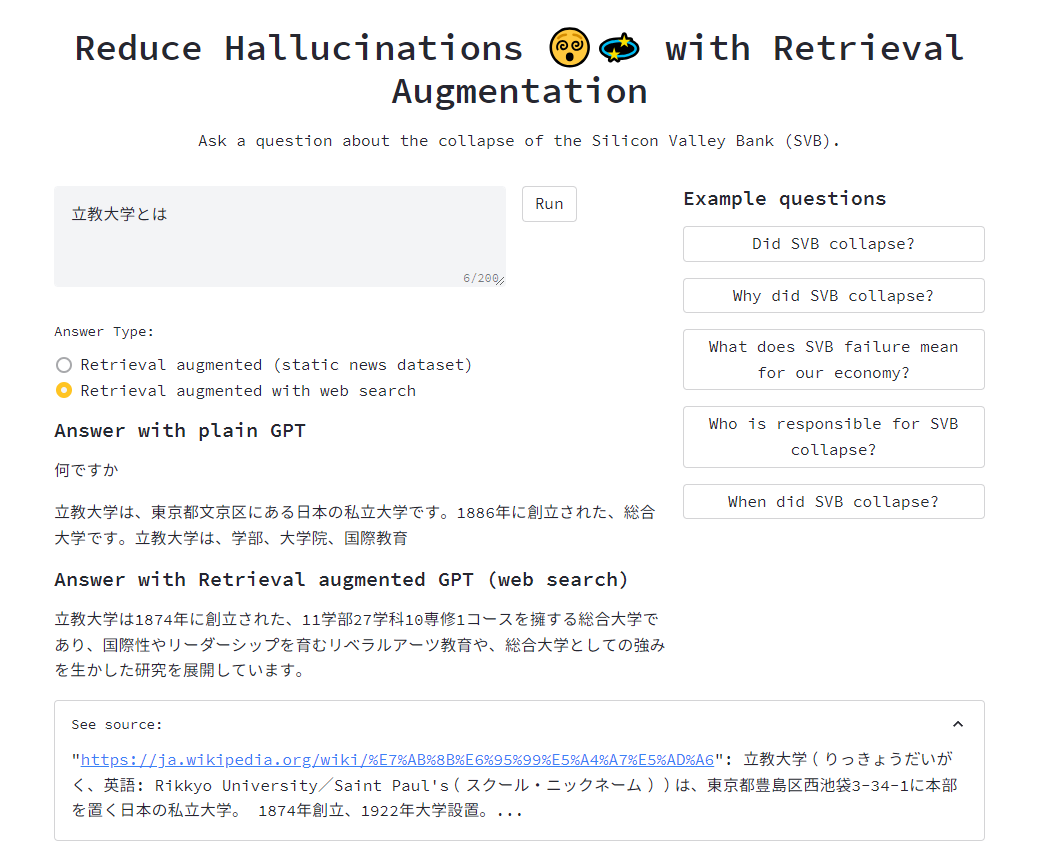 Reduce Hallucinations 😵💫 with Retrieval
Augmentation
Ask a question about the collapse of the Silicon Valley Bank (SVB).
立教大学とは
6/200
Run
Answer Type:
Retrieval augmented (static news dataset)
Retrieval augmented with web search
Answer with plain GPT
何ですか
立教大学は、東京都文京区にある日本の私立大学です。1886年に創立された、総合
大学です。立教大学は、学部、大学院、国際教育
Answer with Retrieval augmented GPT (web search)
立教大学は1874年に創立された、11学部27学科10専修1コースを擁する総合大学で
あり、国際性やリーダーシップを育むリベラルアーツ教育や、総合大学としての強み
を生かした研究を展開しています。
Example questions
Did SVB collapse?
Why did SVB collapse?
What does SVB failure mean
for our economy?
Who is responsible for SVB
collapse?
When did SVB collapse?
See source:
"https://ja.wikipedia.org/wiki/%E7%AB%8B%E6%95%99%E5%A4%A7%E5%AD%A6": 立教大学 ( りっきょうだいが
く、英語: Rikkyo University／Saint Paul's ( スクール・ニックネーム ) ) は、東京都豊島区西池袋3-34-1に本部
を置く日本の私立大学。 1874年創立、1922年大学設置。...